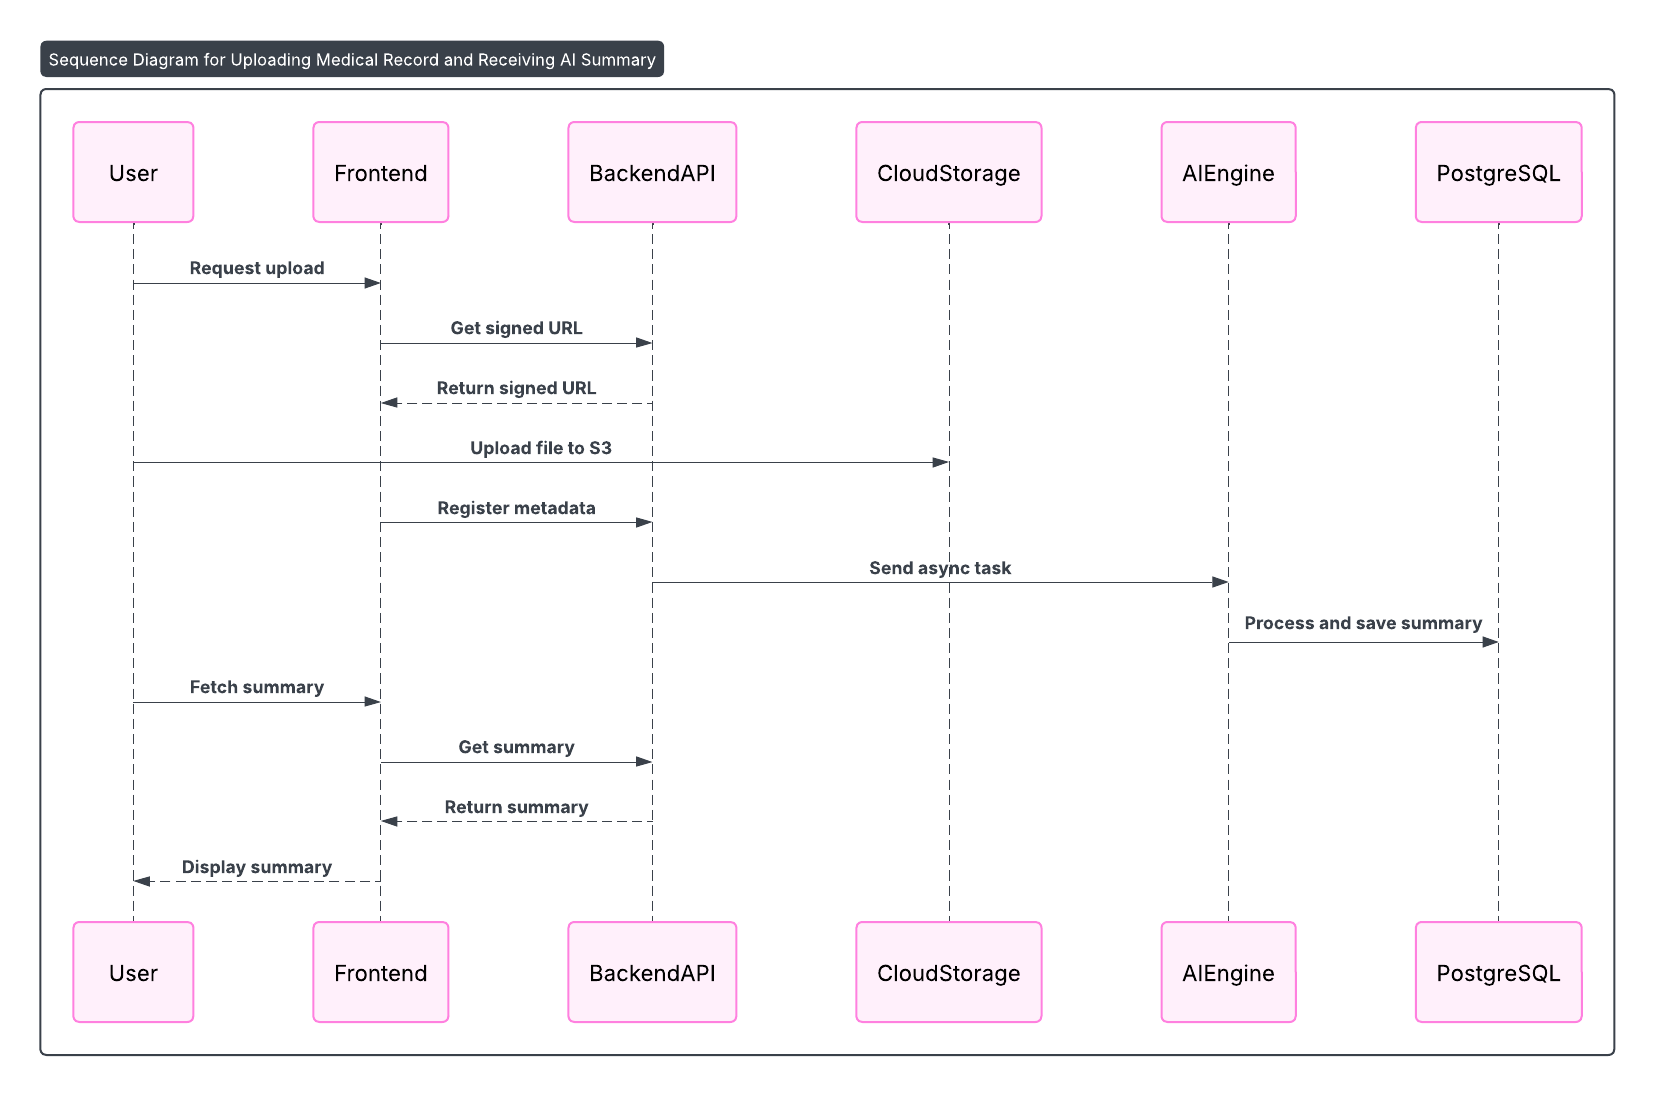 Sequence Diagram for Uploading Medical Record and Receiving AI Summary
User
Frontend
BackendAPI
CloudStorage
AIEngine
PostgreSQL
Request upload
Get signed URL
Return signed URL
Upload file to S3
Register metadata
Send async task
Process and save summary
Fetch summary
Get summary
Return summary
Display summary
User
Frontend
BackendAPI
CloudStorage
AIEngine
PostgreSQL